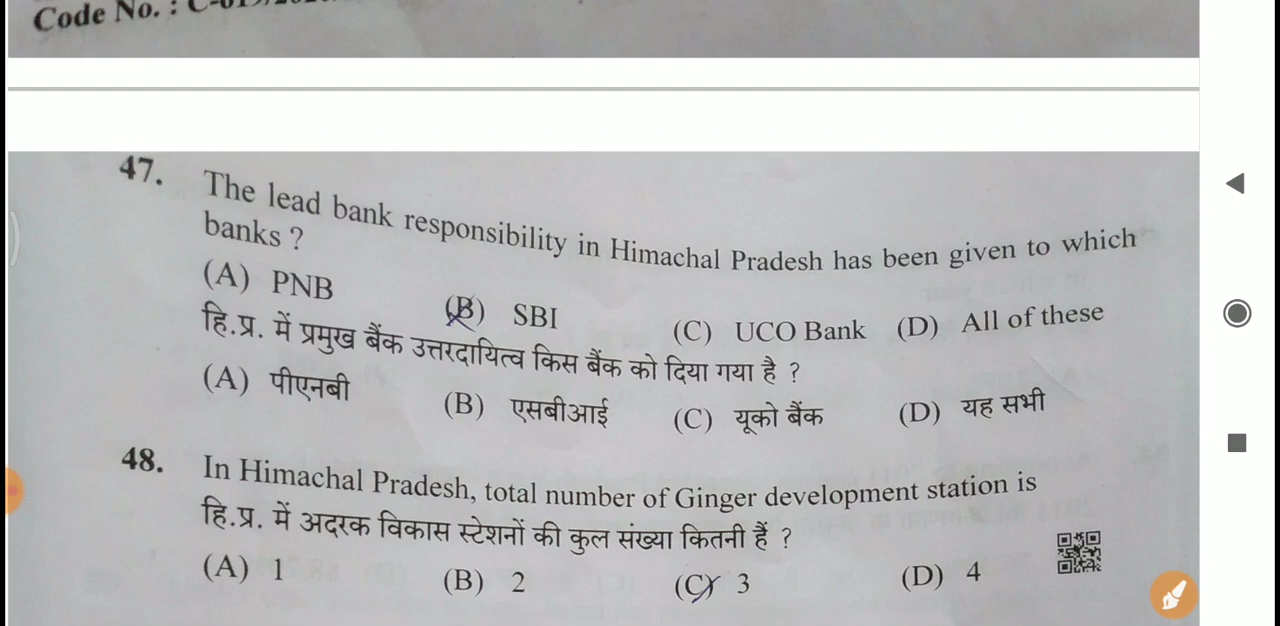 Code No. :
47. The lead bank responsibility in Himachal Pradesh has been given to which
banks ?
(A) PNB (B) SBI (C) UCO Bank (D) All of these
हि.प्र. में प्रमुख बैंक उत्तरदायित्व किस बैंक को दिया गया है ?
(A) पीएनबी (B) एसबीआई (C) यूको बैंक (D) यह सभी
48. In Himachal Pradesh, total number of Ginger development station is
हि.प्र. में अदरक विकास स्टेशनों की कुल संख्या कितनी हैं ?
(A) 1 (B) 2 (C) 3 (D) 4